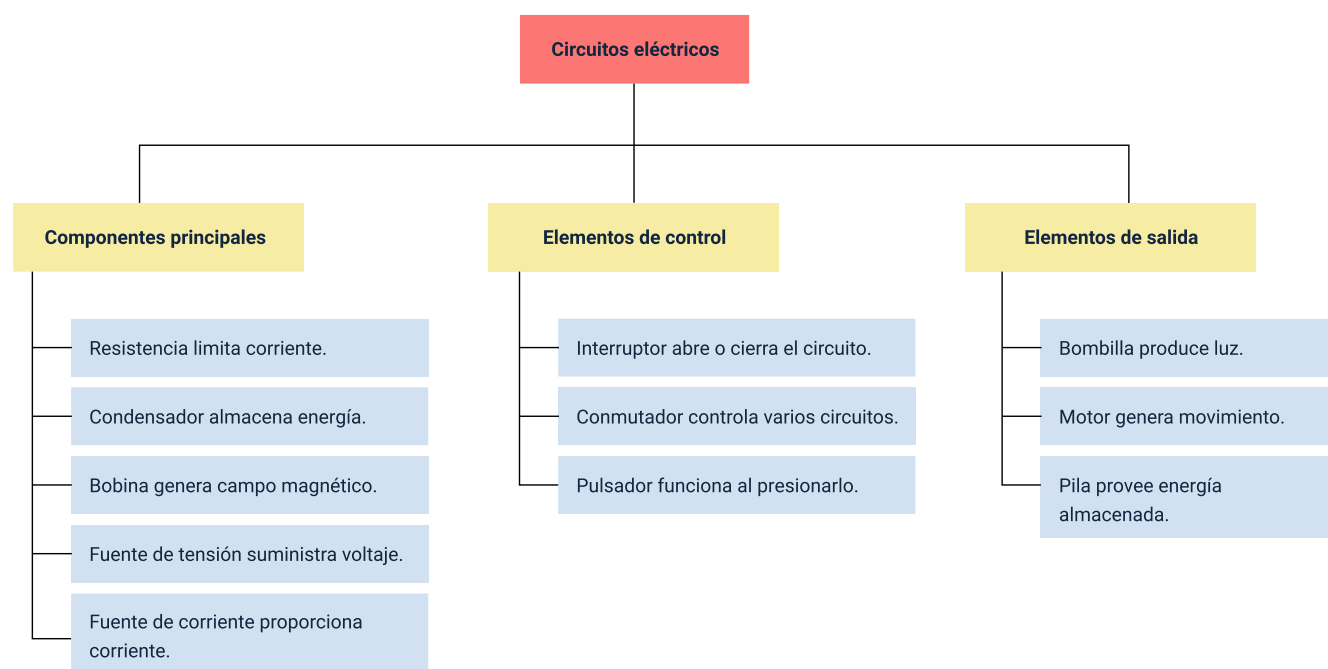 Circuitos eléctricos
Componentes principales
Resistencia limita corriente.
Condensador almacena energía.
Bobina genera campo magnético.
Fuente de tensión suministra voltaje.
Fuente de corriente proporciona
corriente.
Elementos de control
Interruptor abre o cierra el circuito.
Conmutador controla varios circuitos.
Pulsador funciona al presionarlo.
Elementos de salida
Bombilla produce luz.
Motor genera movimiento.
Pila provee energía
almacenada.